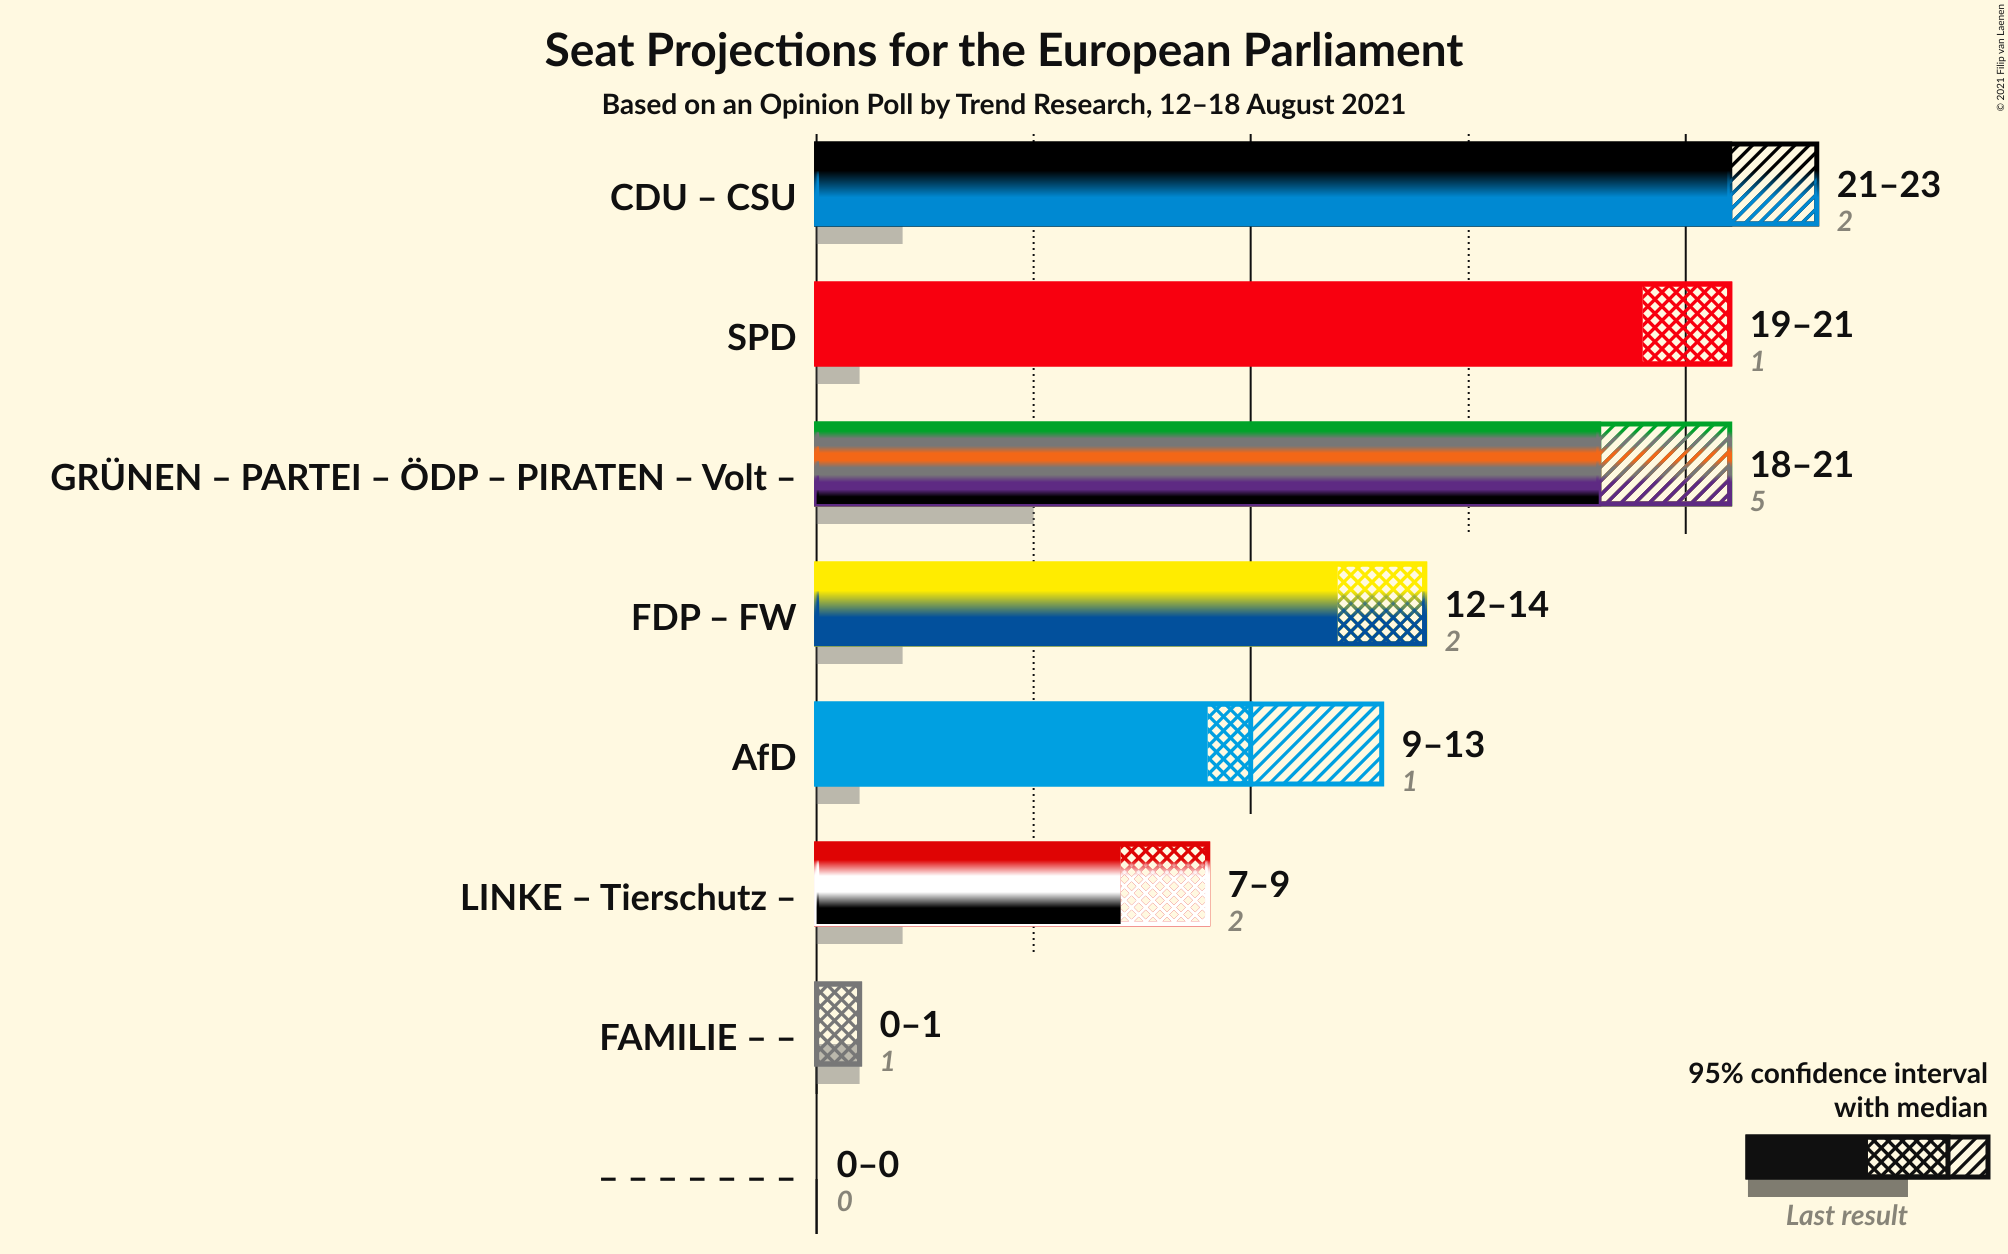 Seat Projections for the European Parliament
Based on an Opinion Poll by Trend Research, 12–18 August 2021
© 2021 Filip van Laenen
CDU – CSU
21–23
2
SPD
19–21
1
GRÜNEN – PARTEI – ÖDP – PIRATEN – Volt –
18–21
5
FDP – FW
12–14
2
AfD
9–13
1
LINKE – Tierschutz –
7–9
2
FAMILIE – –
0–1
1
– – – – – – –
0–0
0
95% confidence interval
with median
Last result